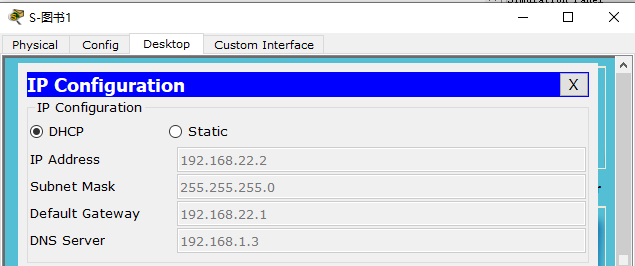 S-图书1
Physical Config Desktop Custom Interface
IP Configuration X
IP Configuration
DHCP Static
IP Address 192.168.22.2
Subnet Mask 255.255.255.0
Default Gateway 192.168.22.1
DNS Server 192.168.1.3